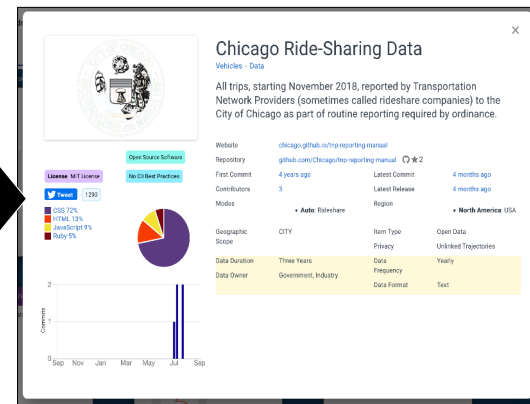 ×
Chicago Ride-Sharing Data
Vehicles - Data
All trips, starting November 2018, reported by Transportation
Network Providers (sometimes called rideshare companies) to the
City of Chicago as part of routine reporting required by ordinance.
Open Source Software
License MIT License
No CII Best Practices
Tweet 1290
CSS 72%
HTML 13%
JavaScript 9%
Ruby 5%
Website chicago.github.io/tnp-reporting-manual
Repository github.com/Chicago/tnp-reporting-manual ★2
First Commit 4 years ago Latest Commit 4 months ago
Contributors 3 Latest Release 4 months ago
Modes Region
• Auto: Rideshare • North America: USA
Geographic Scope CITY Item Type Open Data
Privacy Unlinked Trajectories
Data Duration Three Years Data Frequency Yearly
Data Owner Government, Industry
Data Format Text
2
1
0
Commits
Sep Nov Jan Mar May Jul Sep